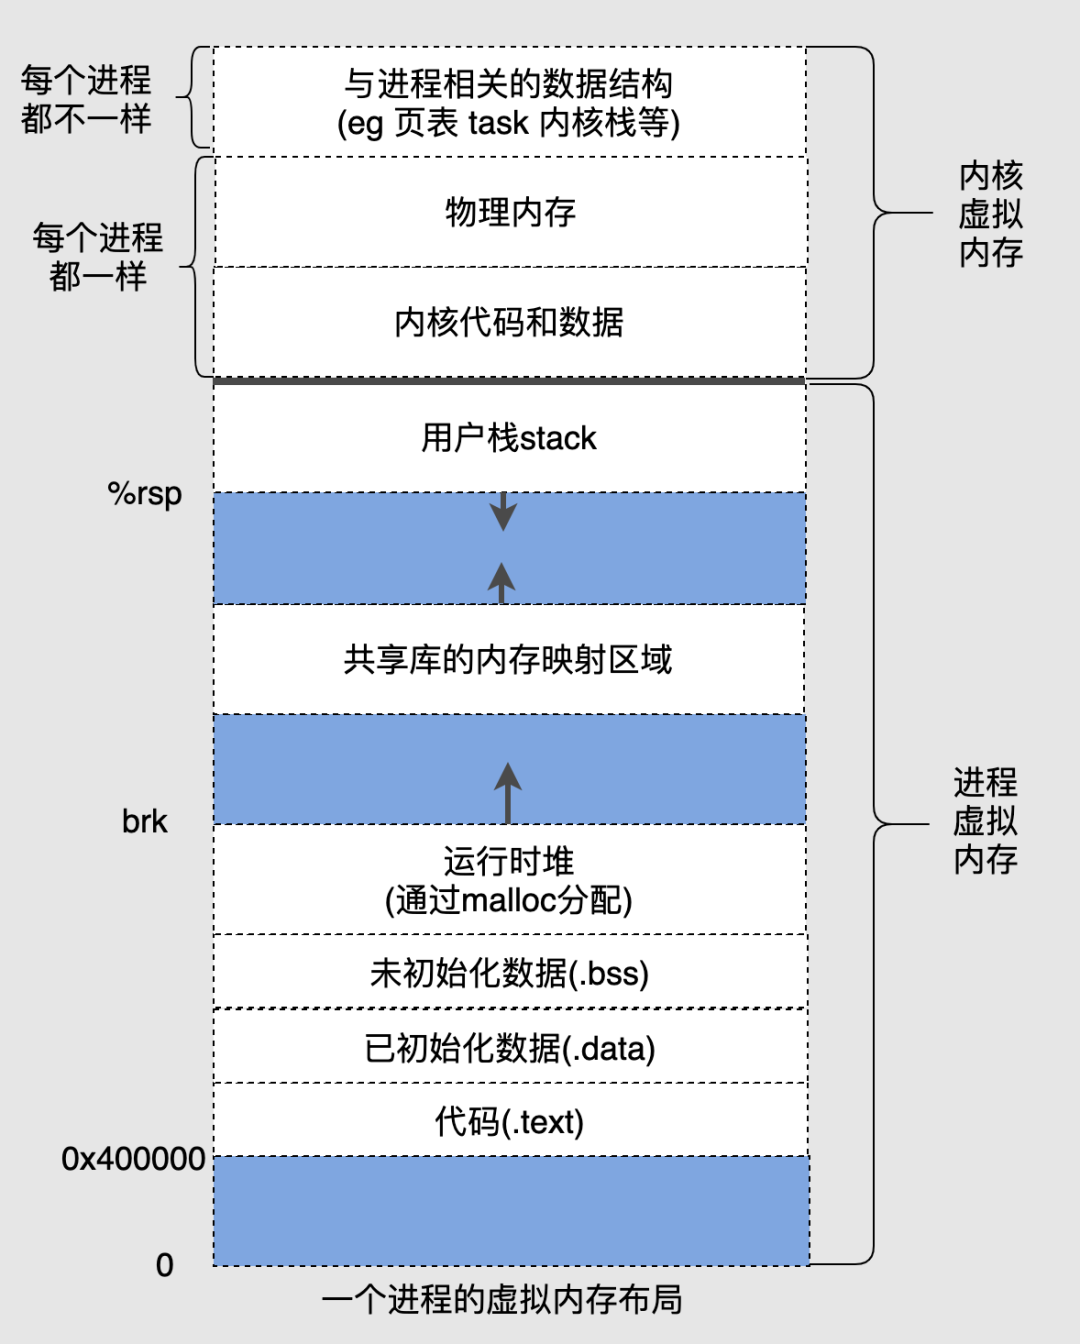 每个进程
都不一样
与进程相关的数据结构
(eg 页表 task 内核栈等)
物理内存
内核
虚拟
内存
每个进程
都一样
内核代码和数据
用户栈stack
%rsp
共享库的内存映射区域
进程
虚拟
内存
brk
运行时堆
(通过malloc分配)
未初始化数据(.bss)
已初始化数据(.data)
代码(.text)
0x400000
0
一个进程的虚拟内存布局